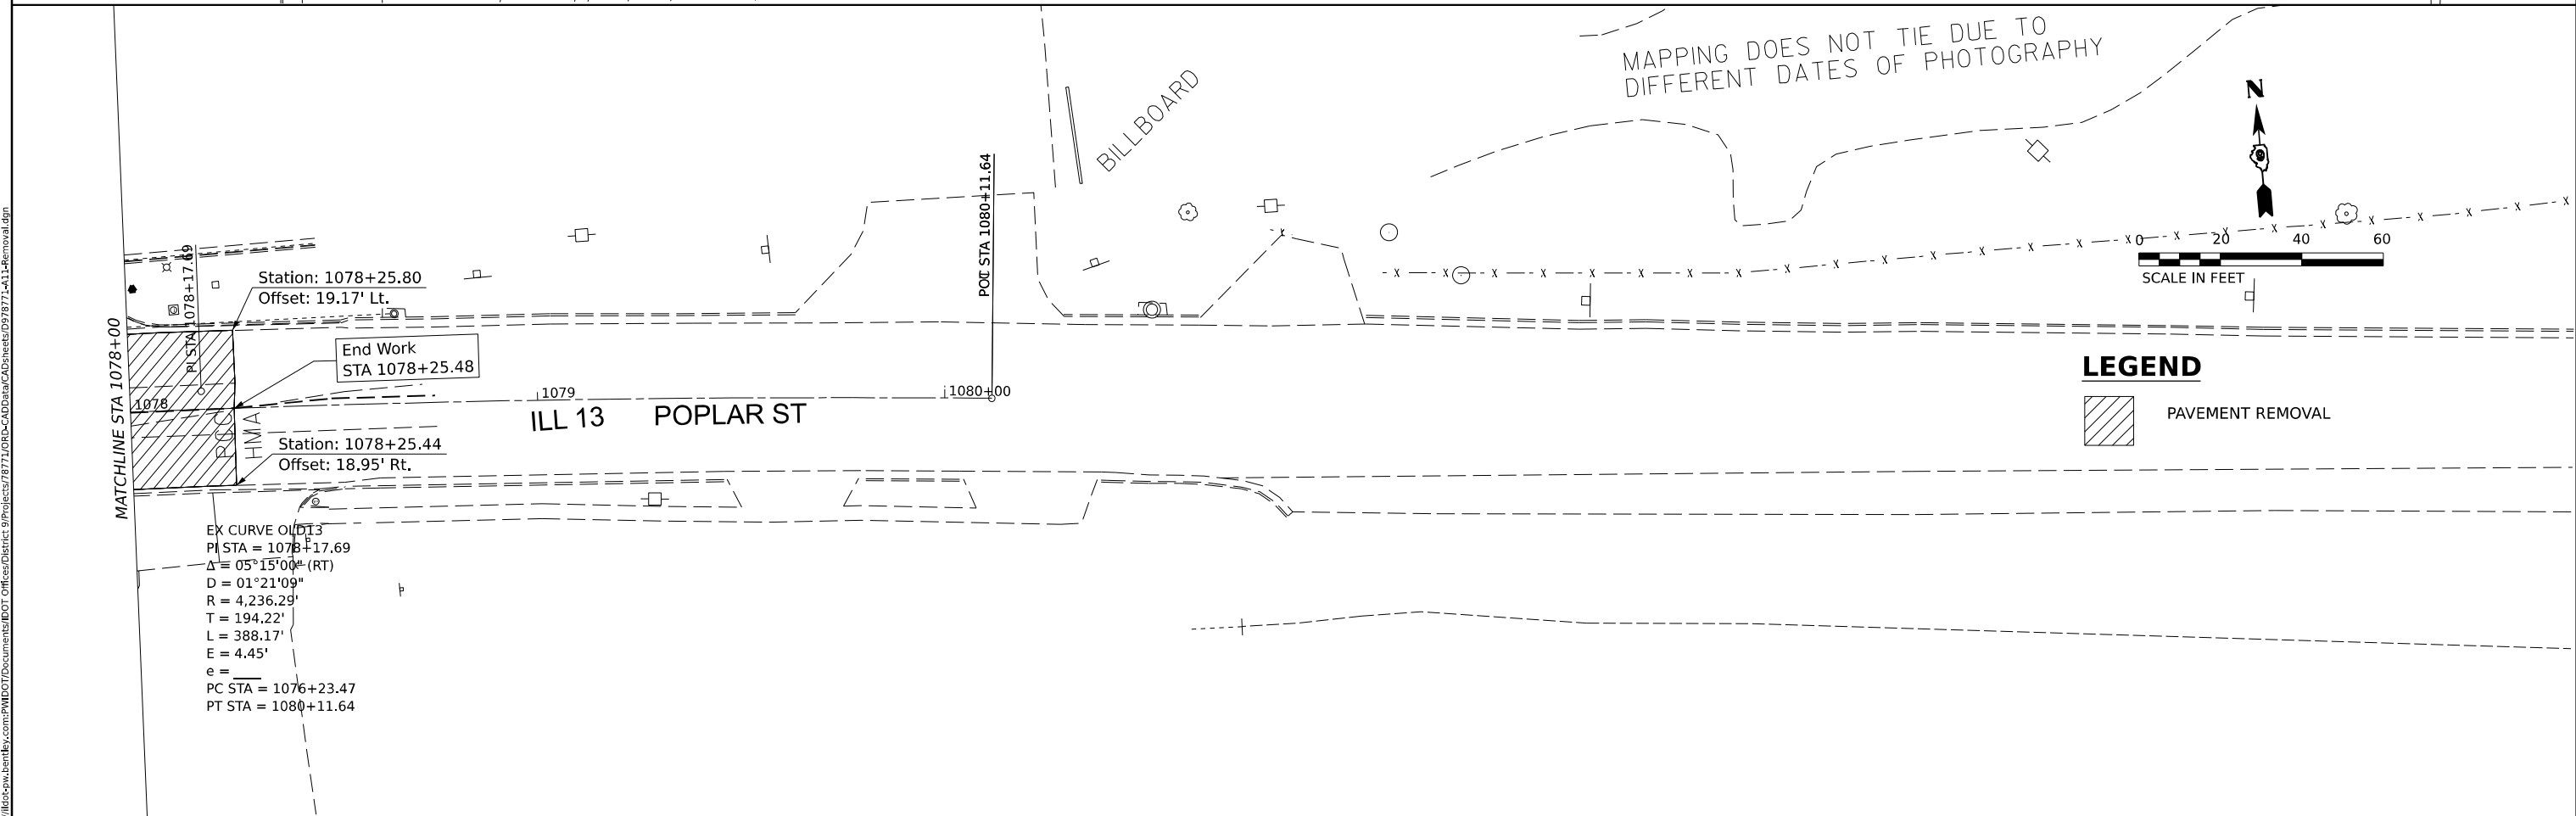 MAPPING DOES NOT TIE DUE TO
DIFFERENT DATES OF PHOTOGRAPHY
BILLBOARD
N
0 20 40 60
SCALE IN FEET
PI STA 1078+17.69
Station: 1078+25.80
Offset: 19.17' Lt.
End Work
STA 1078+25.48
MATCHLINE STA 1078+00
1078
PCC
HMA
Station: 1078+25.44
Offset: 18.95' Rt.
1079
1080+00
ILL 13 POPLAR ST
LEGEND
PAVEMENT REMOVAL
EX CURVE OLD13
PI STA = 1078+17.69
Δ = 05°15'00" (RT)
D = 01°21'09"
R = 4,236.29'
T = 194.22'
L = 388.17'
E = 4.45'
e = ____
PC STA = 1076+23.47
PT STA = 1080+11.64
STA 1080+11.64
x x x x x x x x x x x x x x x x x x x x x x x x x